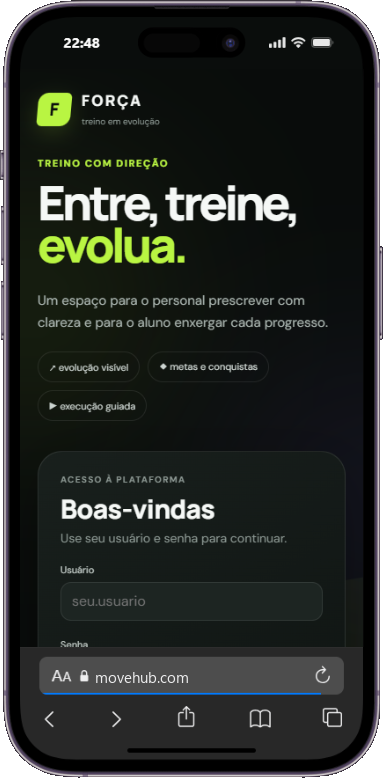 22:48
F
FORÇA
treino em evolução
TREINO COM DIREÇÃO
Entre, treine,
evolua.
Um espaço para o personal prescrever com
clareza e para o aluno enxergar cada progresso.
↗ evolução visível
◆ metas e conquistas
▶ execução guiada
ACESSO À PLATAFORMA
Boas-vindas
Use seu usuário e senha para continuar.
Usuário
seu.usuario
Senha
AA movehub.com